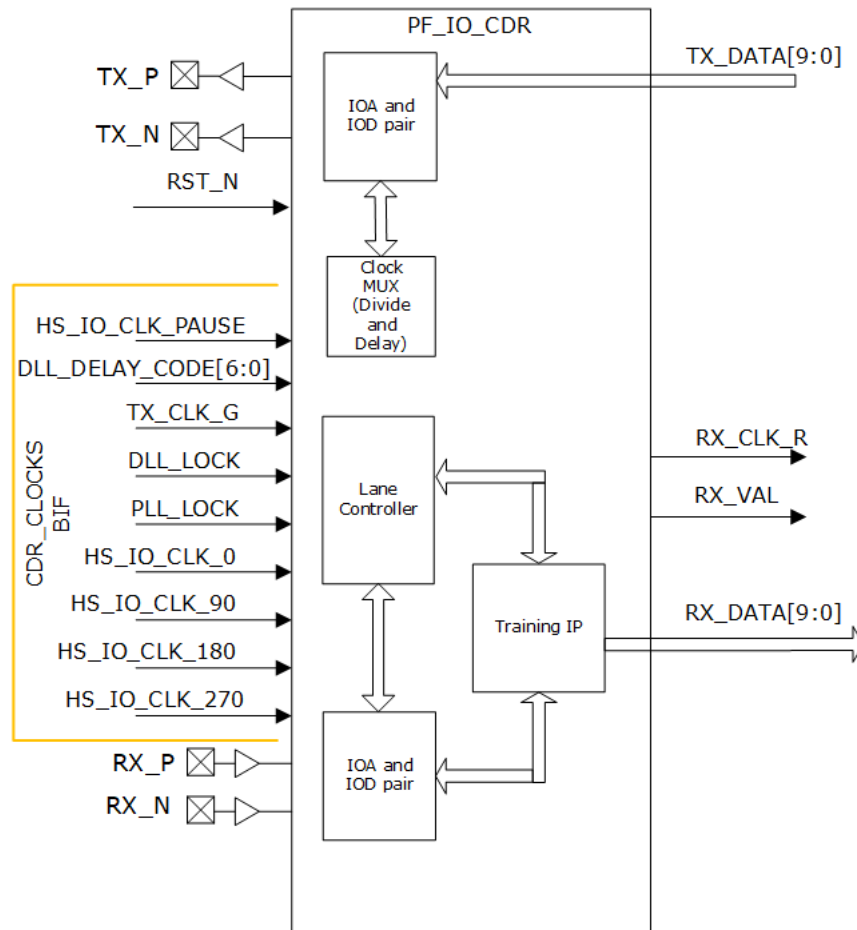 PF_IO_CDR
TX_P
TX_DATA[9:0]
IOA and
IOD pair
TX_N
RST_N
Clock
MUX
(Divide
and
Delay)
HS_IO_CLK_PAUSE
DLL_DELAY_CODE[6:0]
TX_CLK_G
DLL_LOCK
PLL_LOCK
HS_IO_CLK_0
HS_IO_CLK_90
HS_IO_CLK_180
HS_IO_CLK_270
CDR_CLOCKS
BIF
Lane
Controller
RX_CLK_R
RX_VAL
Training IP
RX_DATA[9:0]
RX_P
RX_N
IOA and
IOD pair